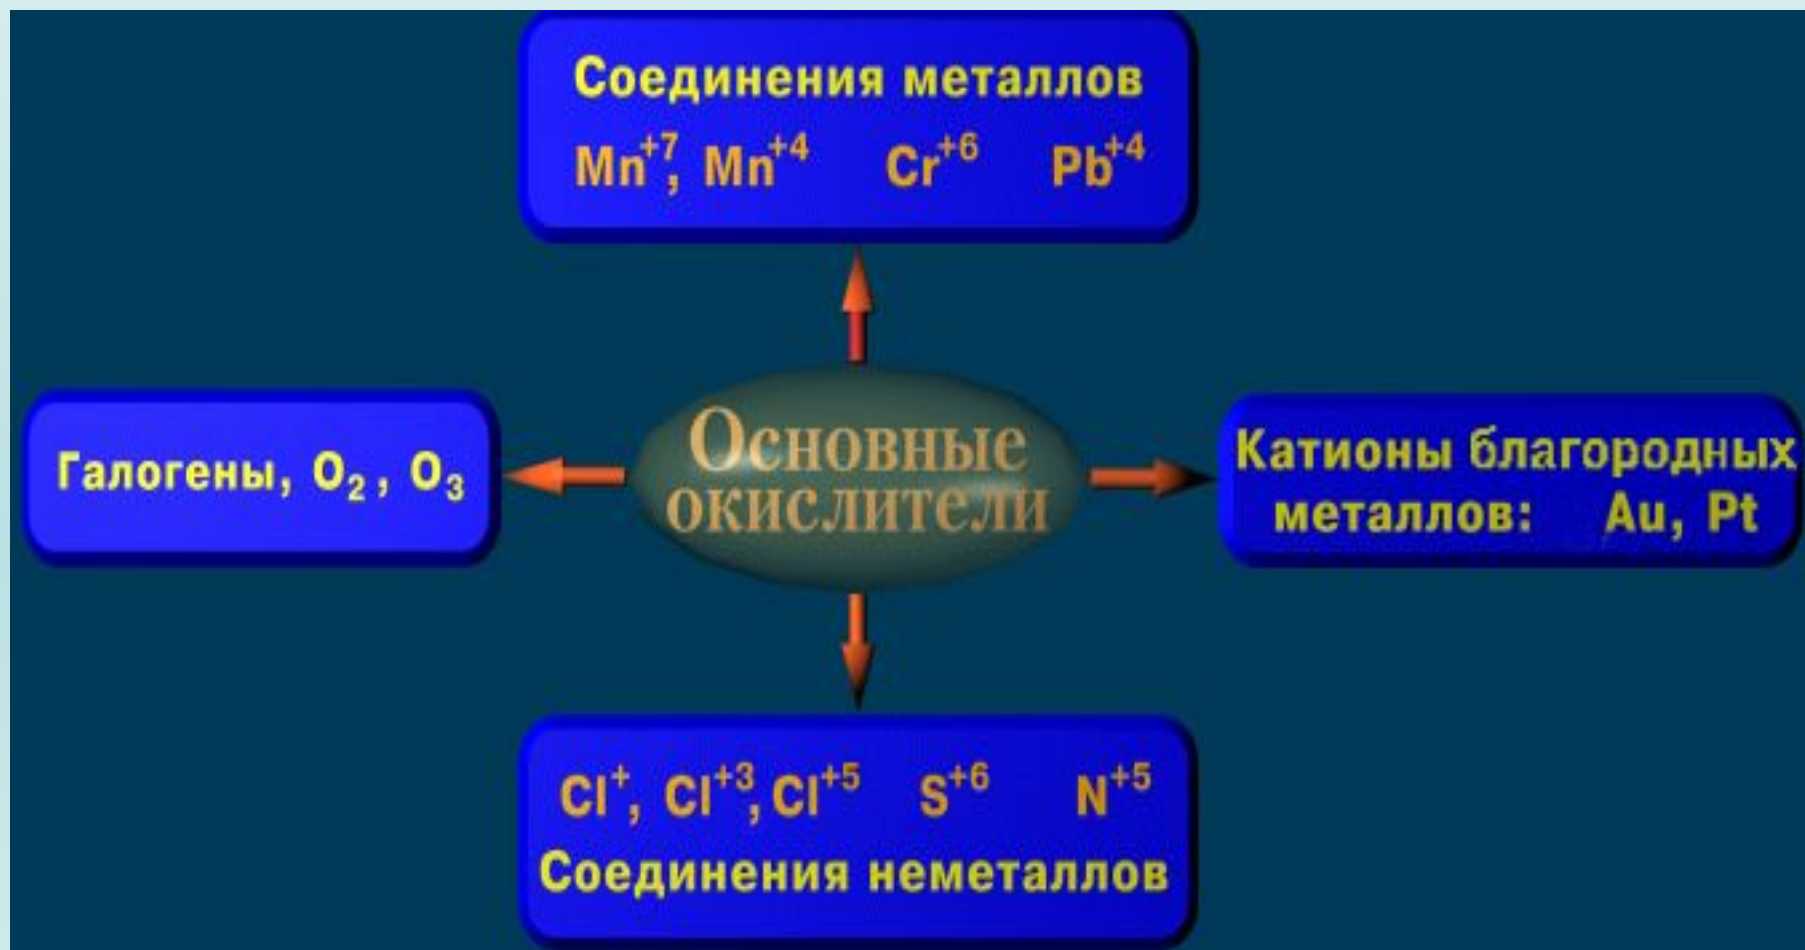 Соединения металлов
Mn⁺⁷, Mn⁺⁴ Cr⁺⁶ Pb⁺⁴
Галогены, O₂, O₃
Основные
окислители
Катионы благородных
металлов: Au, Pt
Cl⁺, Cl⁺³, Cl⁺⁵ S⁺⁶ N⁺⁵
Соединения неметаллов